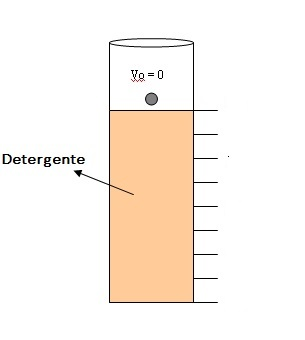 Vo = 0
Detergente